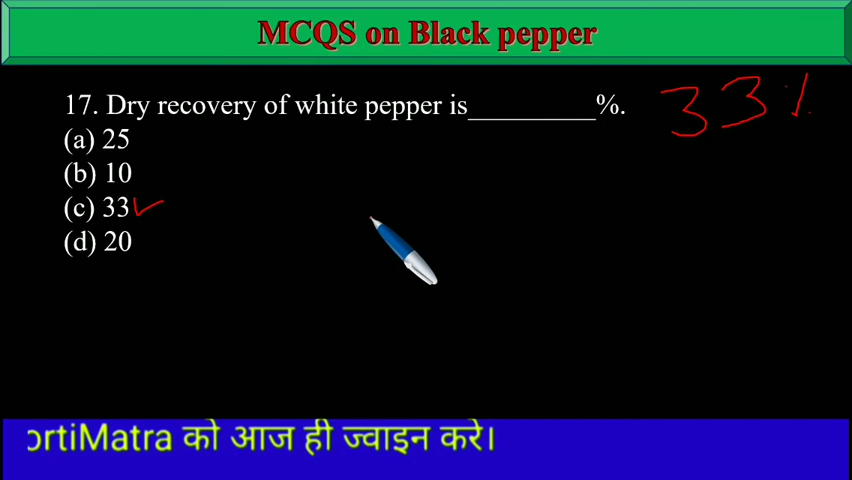 MCQS on Black pepper
17. Dry recovery of white pepper is_________%.
33%
(a) 25
(b) 10
(c) 33
(d) 20
ortiMatra को आज ही ज्वाइन करे।